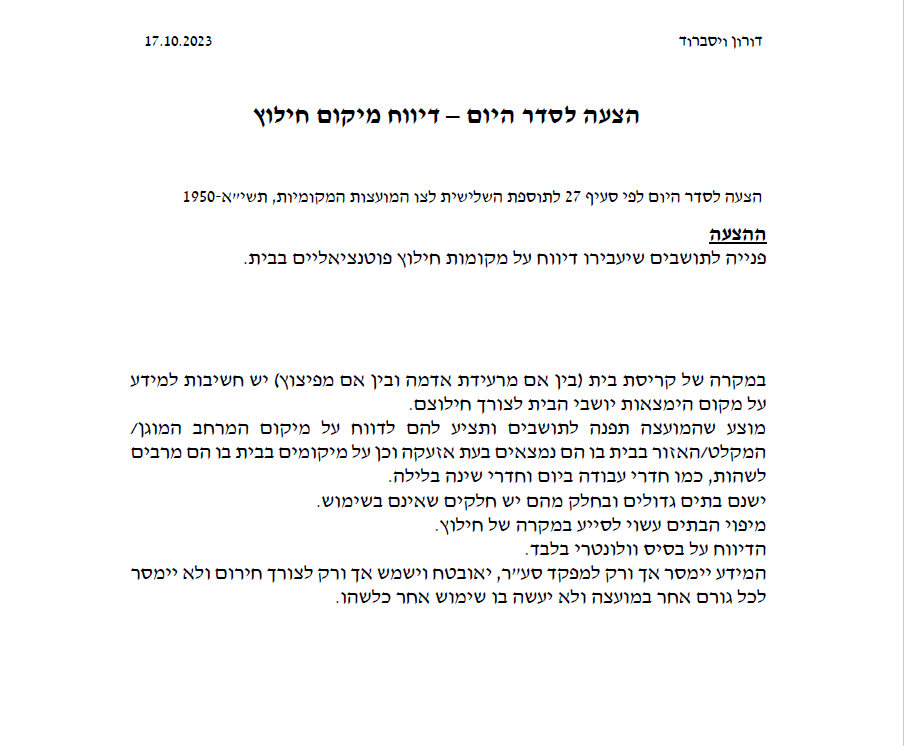 דורון ויסברוד 17.10.2023
הצעה לסדר היום – דיווח מיקום חילוץ
הצעה לסדר היום לפי סעיף 27 לתוספת השלישית לצו המועצות המקומיות, תשי"א-1950
ההצעה
פנייה לתושבים שיעבירו דיווח על מקומות חילוץ פוטנציאליים בבית.
במקרה של קריסת בית (בין אם מרעידת אדמה ובין אם מפיצוץ) יש חשיבות למידע
על מקום הימצאות יושבי הבית לצורך חילוצם.
מוצע שהמועצה תפנה לתושבים ותציע להם לדווח על מיקום המרחב המוגן/
המקלט/האזור בבית בו הם נמצאים בעת אזעקה וכן על מיקומים בבית בו הם מרבים
לשהות, כמו חדרי עבודה ביום וחדרי שינה בלילה.
ישנם בתים גדולים ובחלק מהם יש חלקים שאינם בשימוש.
מיפוי הבתים עשוי לסייע במקרה של חילוץ.
הדיווח על בסיס וולונטרי בלבד.
המידע יימסר אך ורק למפקד סע"ר, יאובטח וישמש אך ורק לצורך חירום ולא יימסר
לכל גורם אחר במועצה ולא יעשה בו שימוש אחר כלשהו.